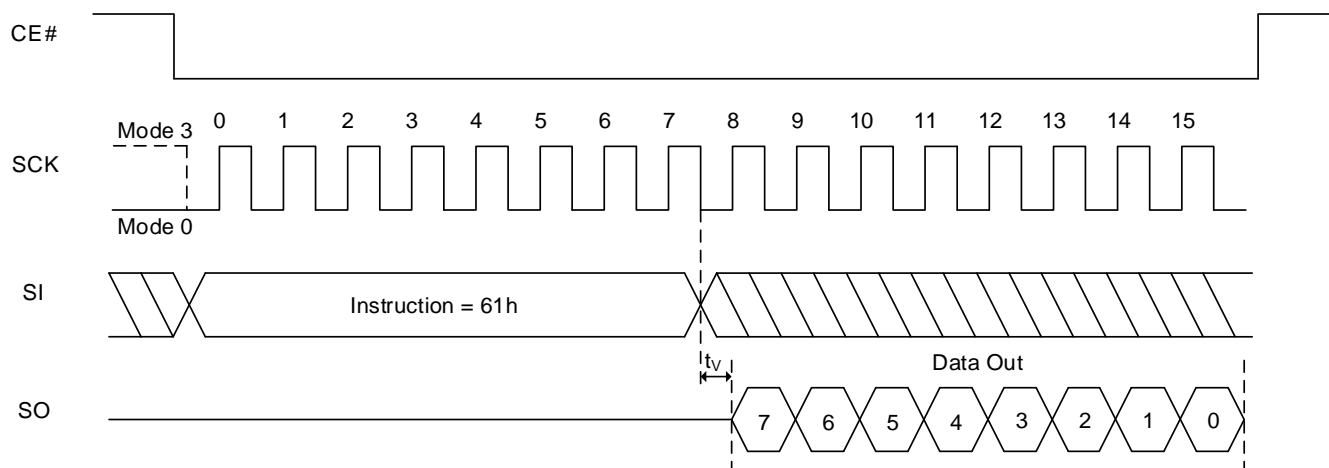 CE#
0 1 2 3 4 5 6 7 8 9 10 11 12 13 14 15
Mode 3
SCK
Mode 0
SI
Instruction = 61h
tV
Data Out
SO
7 6 5 4 3 2 1 0